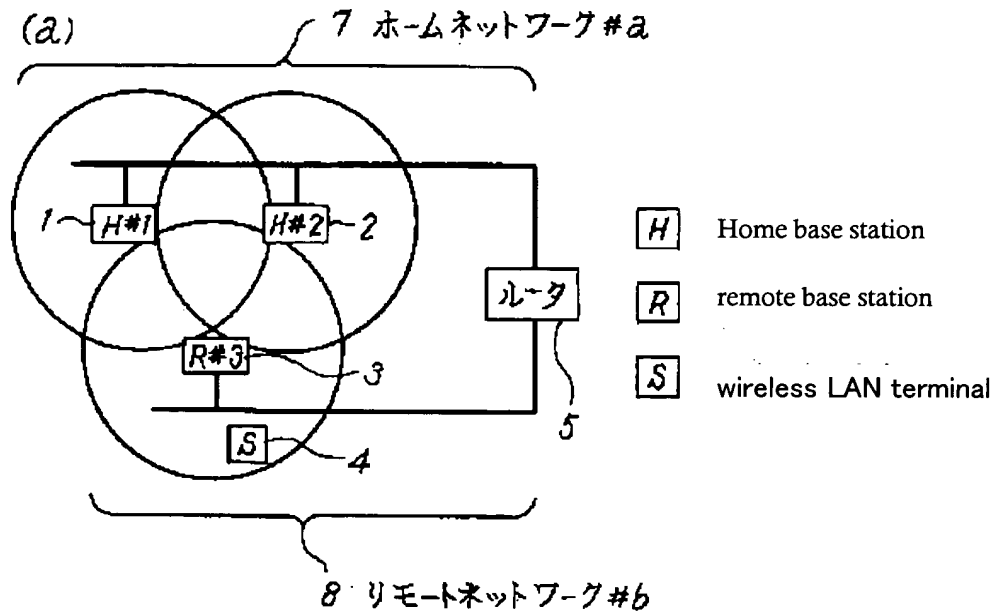 (a)
7 ホームネットワーク#a
1
H#1
H#2
2
H Home base station
ルータ
R remote base station
R#3
3
5
S wireless LAN terminal
S
4
8 リモートネットワーク#b